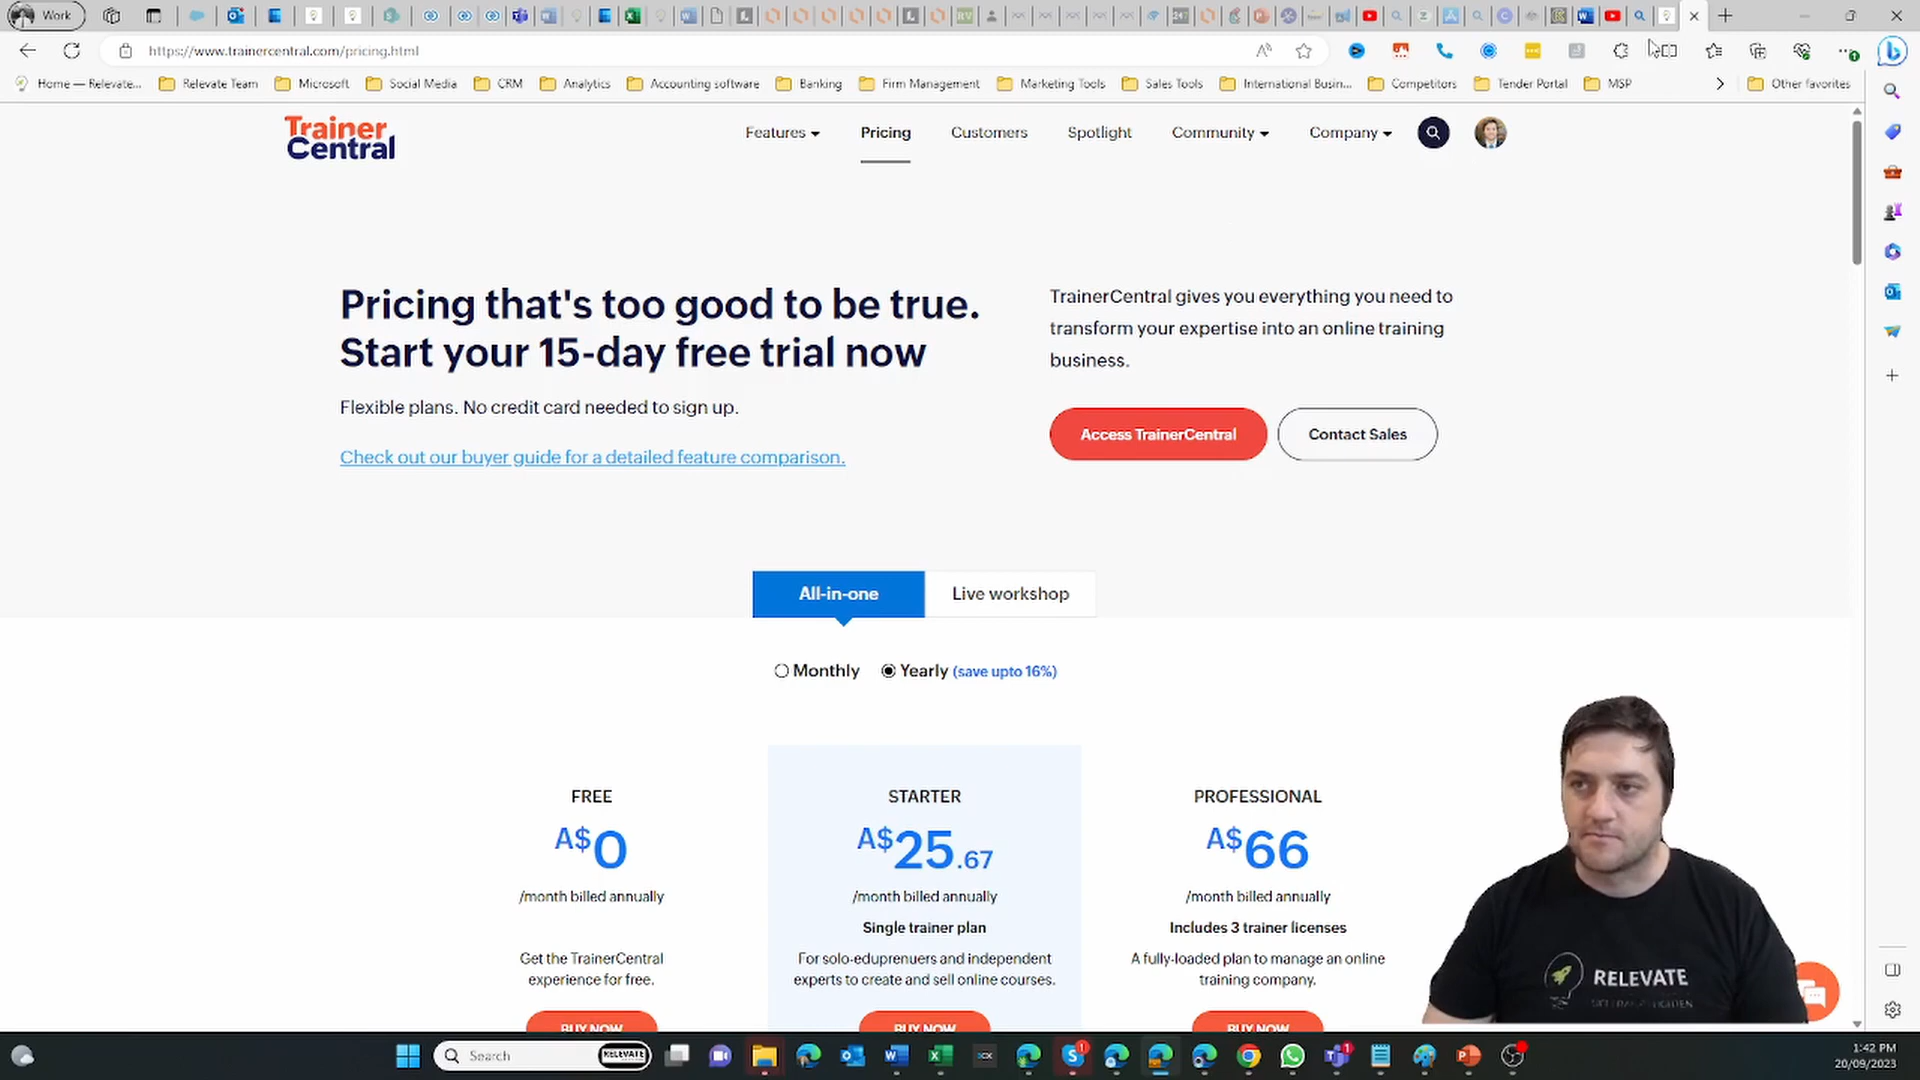 Work
https://www.trainercentral.com/pricing.html
Home — Relevate...
Relevate Team
Microsoft
Social Media
CRM
Analytics
Accounting software
Banking
Firm Management
Marketing Tools
Sales Tools
International Busin...
Competitors
Tender Portal
MSP
Other favorites
Trainer
Central
Features
Pricing
Customers
Spotlight
Community
Company
Pricing that's too good to be true.
Start your 15-day free trial now
Flexible plans. No credit card needed to sign up.
Check out our buyer guide for a detailed feature comparison.
TrainerCentral gives you everything you need to
transform your expertise into an online training
business.
Access TrainerCentral
Contact Sales
All-in-one
Live workshop
Monthly
Yearly (save upto 16%)
FREE
A$0
/month billed annually
Get the TrainerCentral
experience for free.
BUY NOW
STARTER
A$25.67
/month billed annually
Single trainer plan
For solo-eduprenuers and independent
experts to create and sell online courses.
BUY NOW
PROFESSIONAL
A$66
/month billed annually
Includes 3 trainer licenses
A fully-loaded plan to manage an online
training company.
BUY NOW
RELEVATE
Search
RELEVATE
1:42 PM
20/09/2023